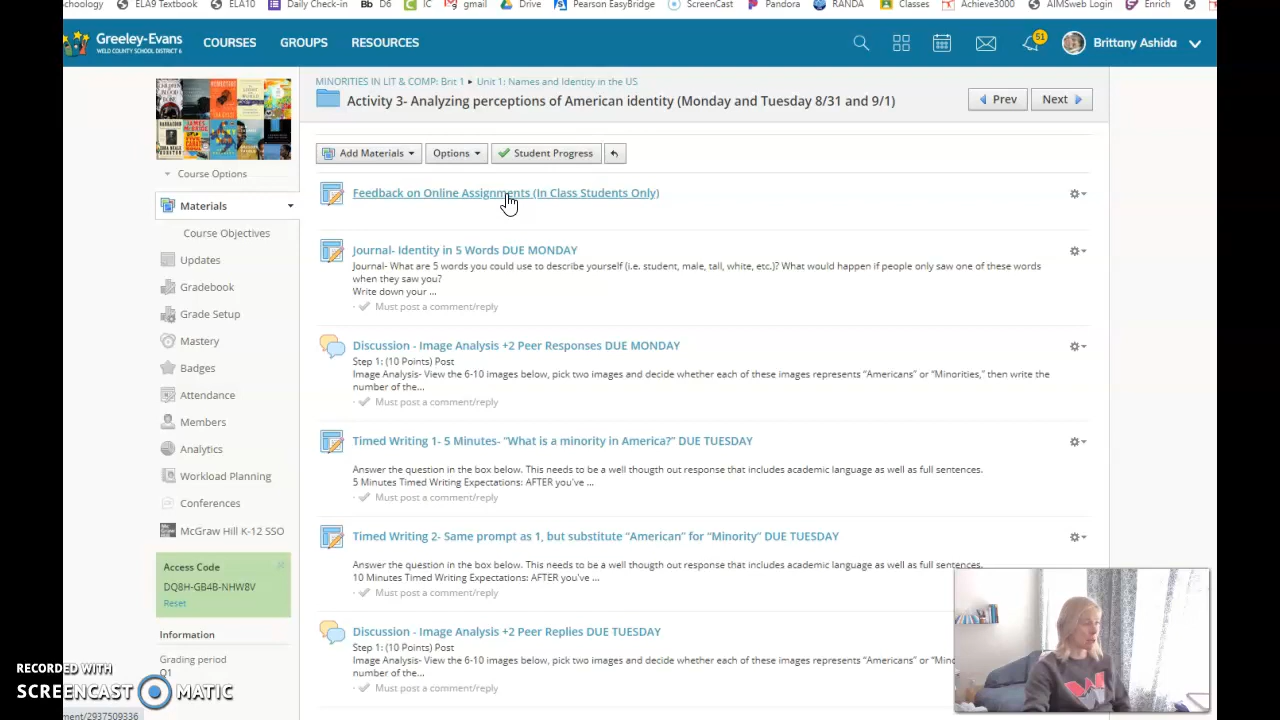 chology
ELA9 Textbook
ELA10
Daily Check-in
Bb D6
IC
gmail
Drive
Pearson EasyBridge
ScreenCast
Pandora
RANDA
Classes
Achieve3000
AIMSweb Login
Enrich
Greeley-Evans
WELD COUNTY SCHOOL DISTRICT 6
COURSES
GROUPS
RESOURCES
51
Brittany Ashida
MINORITIES IN LIT & COMP: Brit 1 ▸ Unit 1: Names and Identity in the US
Activity 3- Analyzing perceptions of American identity (Monday and Tuesday 8/31 and 9/1)
Prev
Next
Add Materials
Options
Student Progress
Course Options
Materials
Course Objectives
Updates
Gradebook
Grade Setup
Mastery
Badges
Attendance
Members
Analytics
Workload Planning
Conferences
McGraw Hill K-12 SSO
Access Code
DQ8H-GB4B-NHW8V
Reset
Information
Grading period
Q1
Feedback on Online Assignments (In Class Students Only)
Journal- Identity in 5 Words DUE MONDAY
Journal- What are 5 words you could use to describe yourself (i.e. student, male, tall, white, etc.)? What would happen if people only saw one of these words
when they saw you?
Write down your ...
· Must post a comment/reply
Discussion - Image Analysis +2 Peer Responses DUE MONDAY
Step 1: (10 Points) Post
Image Analysis- View the 6-10 images below, pick two images and decide whether each of these images represents “Americans” or “Minorities,” then write the
number of the...
· Must post a comment/reply
Timed Writing 1- 5 Minutes- “What is a minority in America?” DUE TUESDAY
Answer the question in the box below. This needs to be a well thougth out response that includes academic language as well as full sentences.
5 Minutes Timed Writing Expectations: AFTER you've ...
· Must post a comment/reply
Timed Writing 2- Same prompt as 1, but substitute “American” for “Minority” DUE TUESDAY
Answer the question in the box below. This needs to be a well thougth out response that includes academic language as well as full sentences.
10 Minutes Timed Writing Expectations: AFTER you've ...
· Must post a comment/reply
Discussion - Image Analysis +2 Peer Replies DUE TUESDAY
Step 1: (10 Points) Post
Image Analysis- View the 6-10 images below, pick two images and decide whether each of these images represents “Americans” or
number of the...
· Must post a comment/reply
RECORDED WITH
SCREENCAST MATIC
ment/2937509336